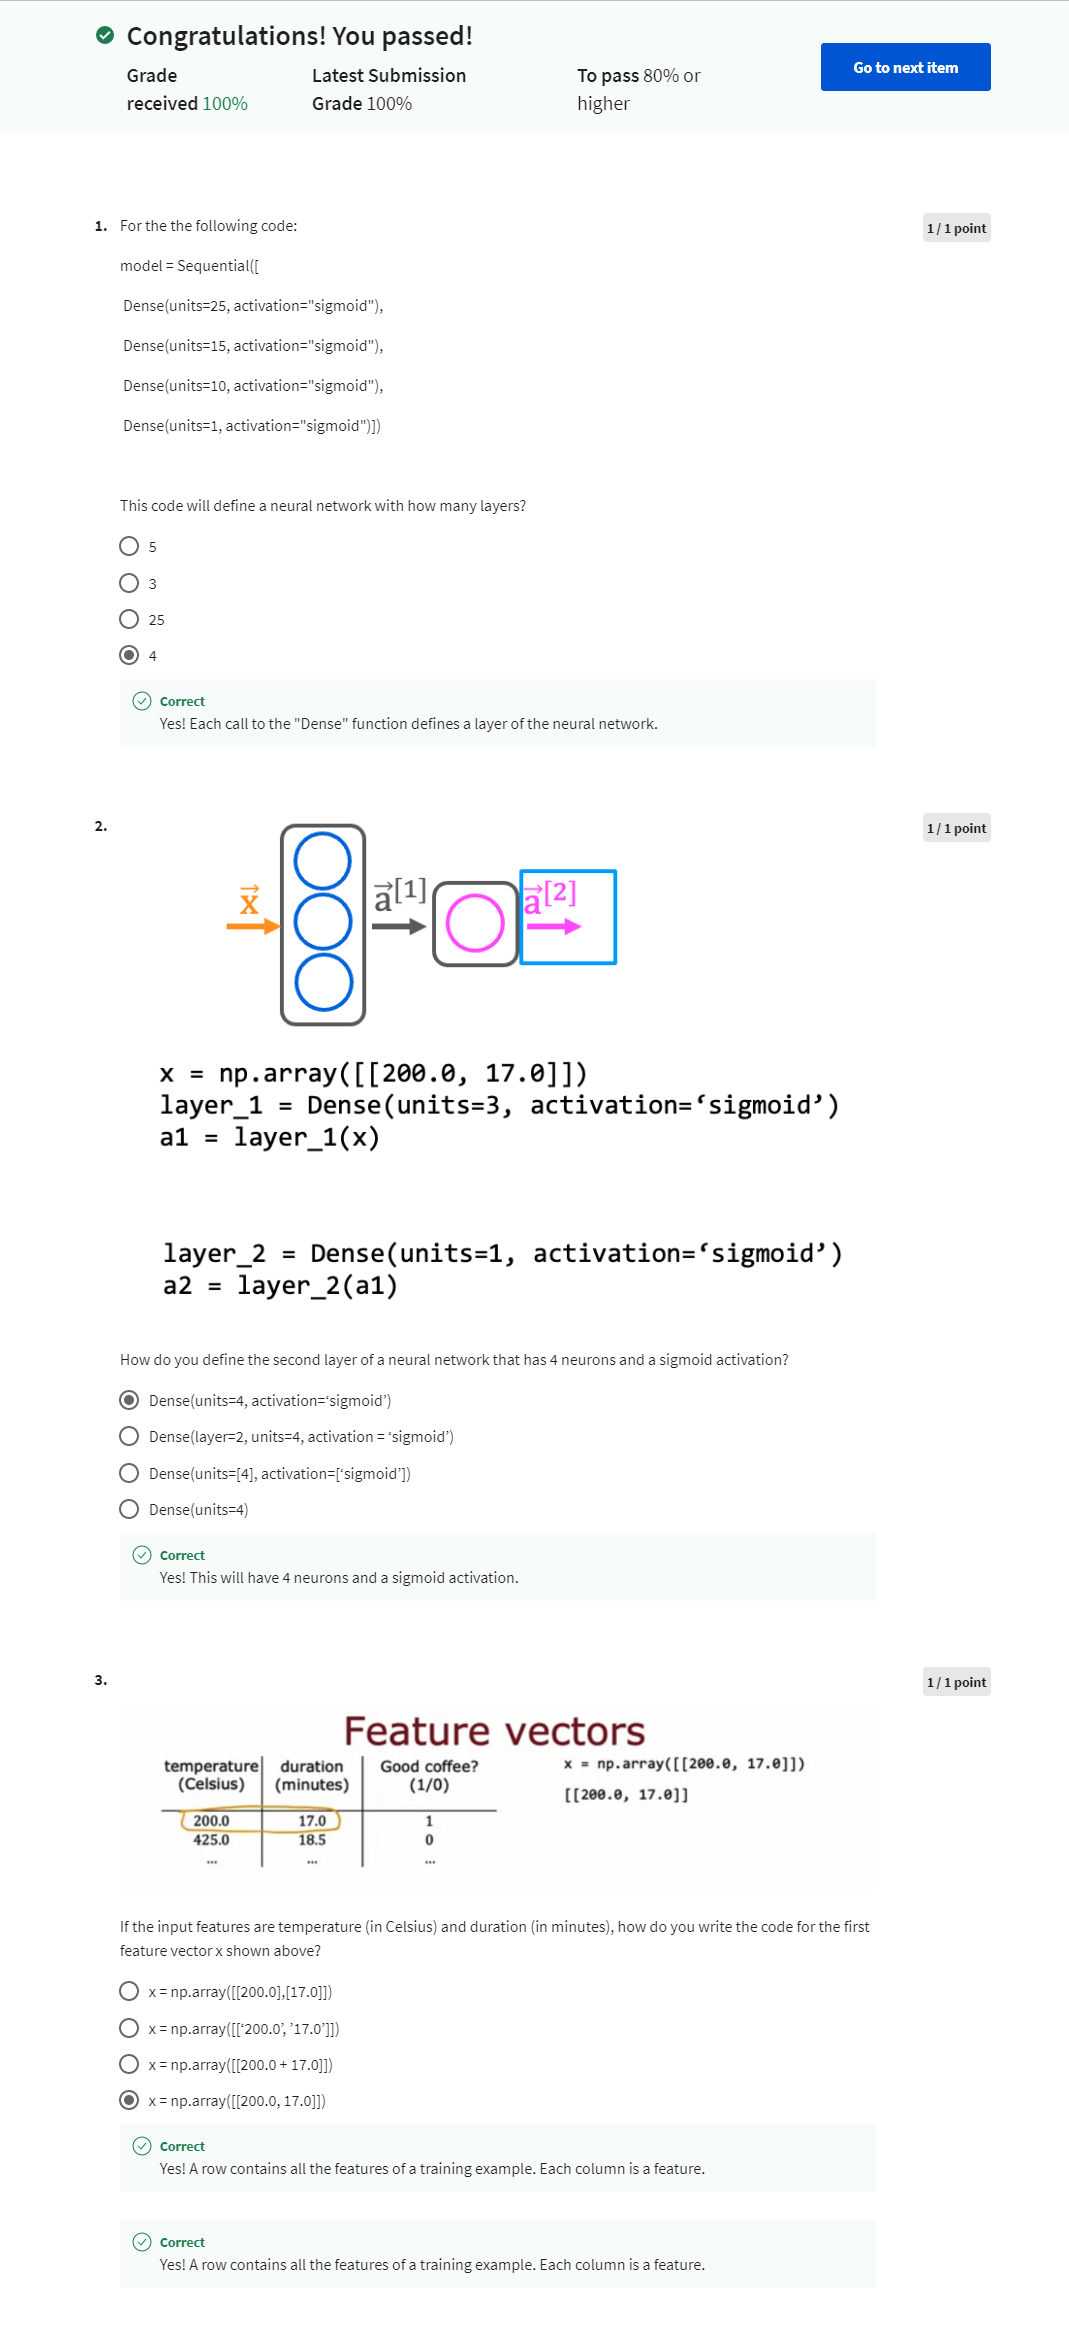 Congratulations! You passed!
Grade received 100%
Latest Submission Grade 100%
To pass 80% or higher
Go to next item
1. For the the following code:
1 / 1 point
model = Sequential([
Dense(units=25, activation="sigmoid"),
Dense(units=15, activation="sigmoid"),
Dense(units=10, activation="sigmoid"),
Dense(units=1, activation="sigmoid")])
This code will define a neural network with how many layers?
5
3
25
4
Correct
Yes! Each call to the "Dense" function defines a layer of the neural network.
2.
1 / 1 point
x⃗
a⃗[1]
a⃗[2]
x = np.array([[200.0, 17.0]])
layer_1 = Dense(units=3, activation=‘sigmoid’)
a1 = layer_1(x)
layer_2 = Dense(units=1, activation=‘sigmoid’)
a2 = layer_2(a1)
How do you define the second layer of a neural network that has 4 neurons and a sigmoid activation?
Dense(units=4, activation=‘sigmoid’)
Dense(layer=2, units=4, activation = ‘sigmoid’)
Dense(units=[4], activation=[‘sigmoid’])
Dense(units=4)
Correct
Yes! This will have 4 neurons and a sigmoid activation.
3.
1 / 1 point
Feature vectors
temperature (Celsius) duration (minutes) Good coffee? (1/0)
200.0 17.0 1
425.0 18.5 0
... ... ...
x = np.array([[200.0, 17.0]])
[[200.0, 17.0]]
If the input features are temperature (in Celsius) and duration (in minutes), how do you write the code for the first
feature vector x shown above?
x = np.array([[200.0],[17.0]])
x = np.array([[‘200.0’, ’17.0’]])
x = np.array([[200.0 + 17.0]])
x = np.array([[200.0, 17.0]])
Correct
Yes! A row contains all the features of a training example. Each column is a feature.
Correct
Yes! A row contains all the features of a training example. Each column is a feature.